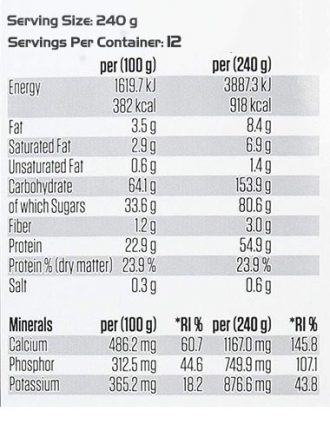 Serving Size: 240 g
Servings Per Container: 12
per (100 g) per (240 g)
Energy 1619.7 kJ 3887.3 kJ
382 kcal 918 kcal
Fat 3.5 g 8.4 g
Saturated Fat 2.9 g 6.9 g
Unsaturated Fat 0.6 g 1.4 g
Carbohydrate 64.1 g 153.9 g
of which Sugars 33.6 g 80.6 g
Fiber 1.2 g 3.0 g
Protein 22.9 g 54.9 g
Protein % (dry matter) 23.9 % 23.9 %
Salt 0.3 g 0.6 g
Minerals per (100 g) *RI % per (240 g) *RI %
Calcium 486.2 mg 60.7 1167.0 mg 145.8
Phosphor 312.5 mg 44.6 749.9 mg 107.1
Potassium 365.2 mg 18.2 876.6 mg 43.8